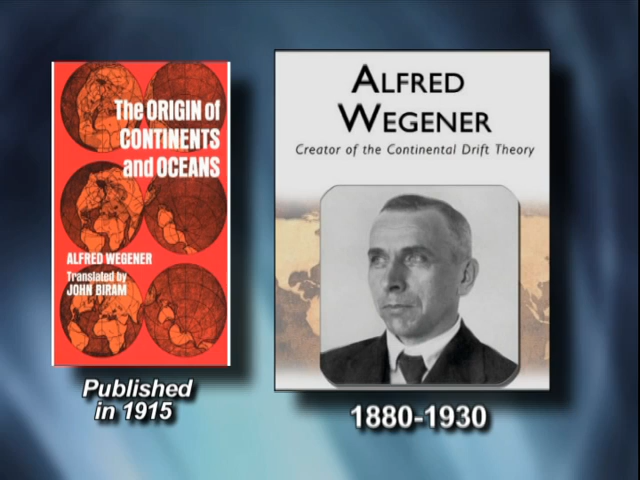 The ORIGIN of
CONTINENTS
and OCEANS
ALFRED WEGENER
Translated by
JOHN BIRAM
Published
in 1915
ALFRED
WEGENER
Creator of the Continental Drift Theory
1880-1930